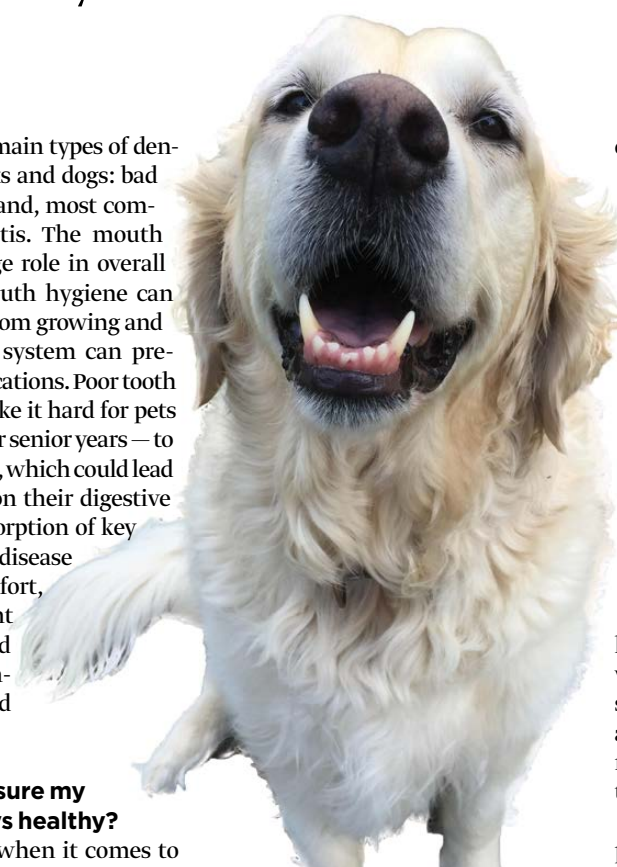 main types of den-
s and dogs: bad
and, most com-
tis. The mouth
ge role in overall
uth hygiene can
om growing and
system can pre-
cations. Poor tooth
ke it hard for pets
r senior years — to
, which could lead
on their digestive
orption of key
disease
fort,
nt
d
n-
d
sure my
s healthy?
when it comes to